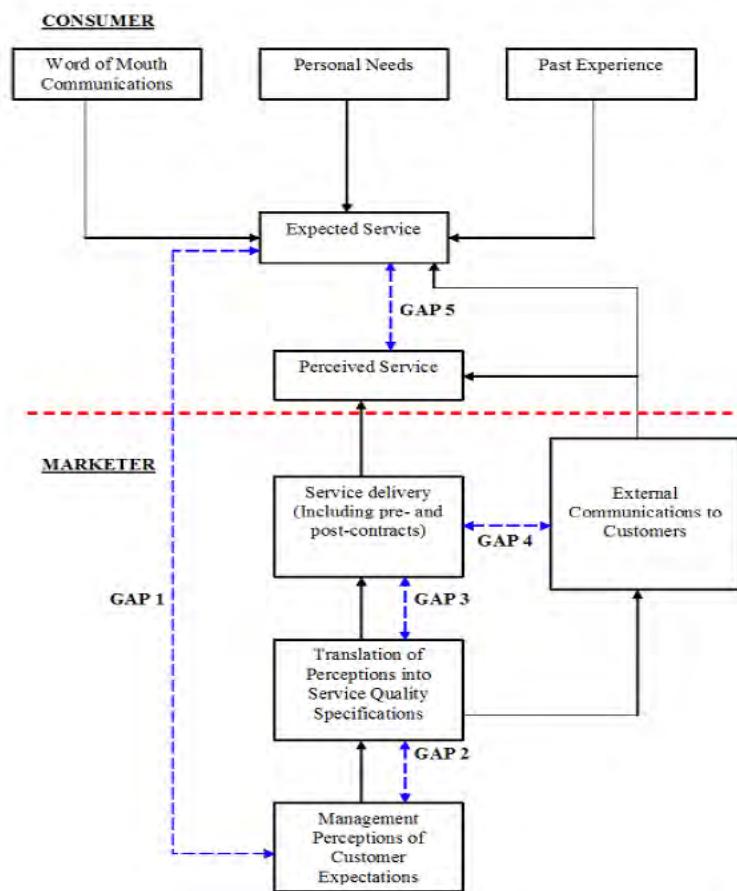 CONSUMER
Word of Mouth
Communications
Personal Needs
Past Experience
Expected Service
GAP 5
Perceived Service
MARKETER
Service delivery
(Including pre- and
post-contracts)
External
Communications to
Customers
GAP 4
GAP 1
GAP 3
Translation of
Perceptions into
Service Quality
Specifications
GAP 2
Management
Perceptions of
Customer
Expectations